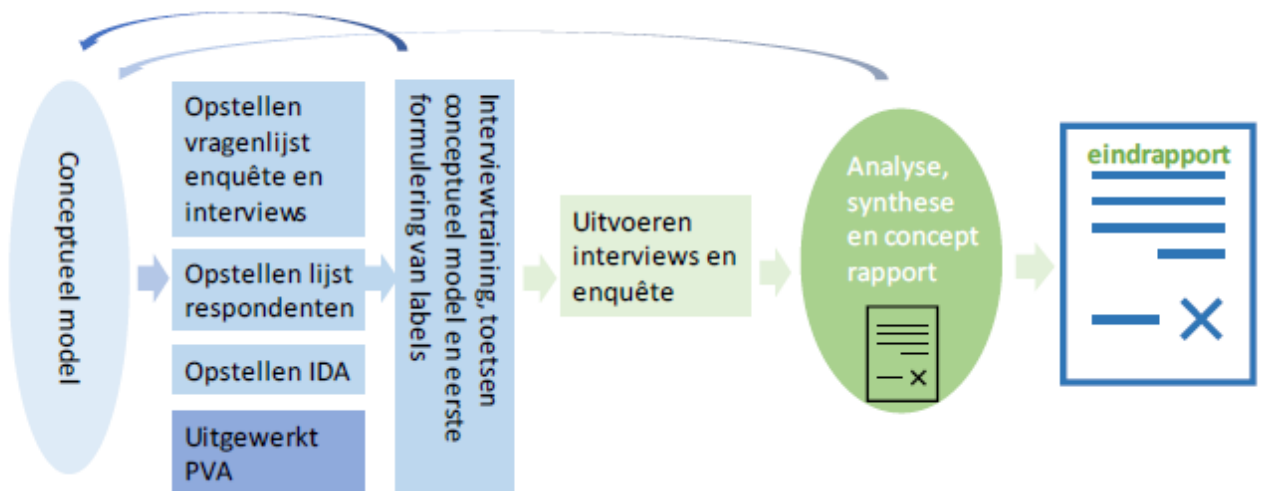 Conceptueel model
Opstellen
vragenlijst
enquête en
interviews
Opstellen lijst
respondenten
Opstellen IDA
Uitgewerkt
PVA
Interviewtraining, toetsen
conceptueel model en eerste
formulering van labels
Uitvoeren
interviews en
enquête
Analyse,
synthese
en concept
rapport
eindrapport